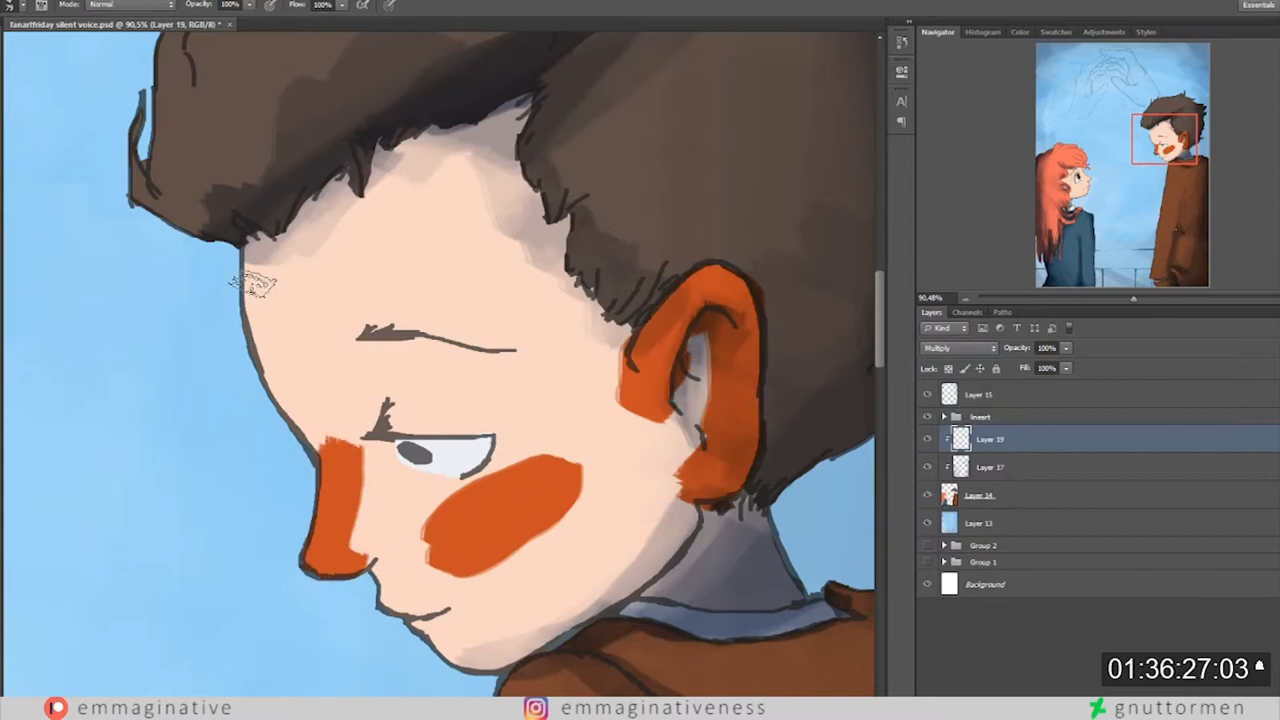 79 Mode: Normal Opacity: 100% Flow: 100% Essentials
fanartfriday silent voice.psd @ 90,5% (Layer 19, RGB/8) * ×
Navigator Histogram Color Swatches Adjustments Styles
A|
¶
90,48%
Layers Channels Paths
Kind T
Multiply Opacity: 100%
Lock: Fill: 100%
Layer 15
lineart
Layer 19
Layer 17
Layer 14
Layer 13
Group 2
Group 1
Background
01:36:27:03
emmaginative emmaginativeness gnuttormen